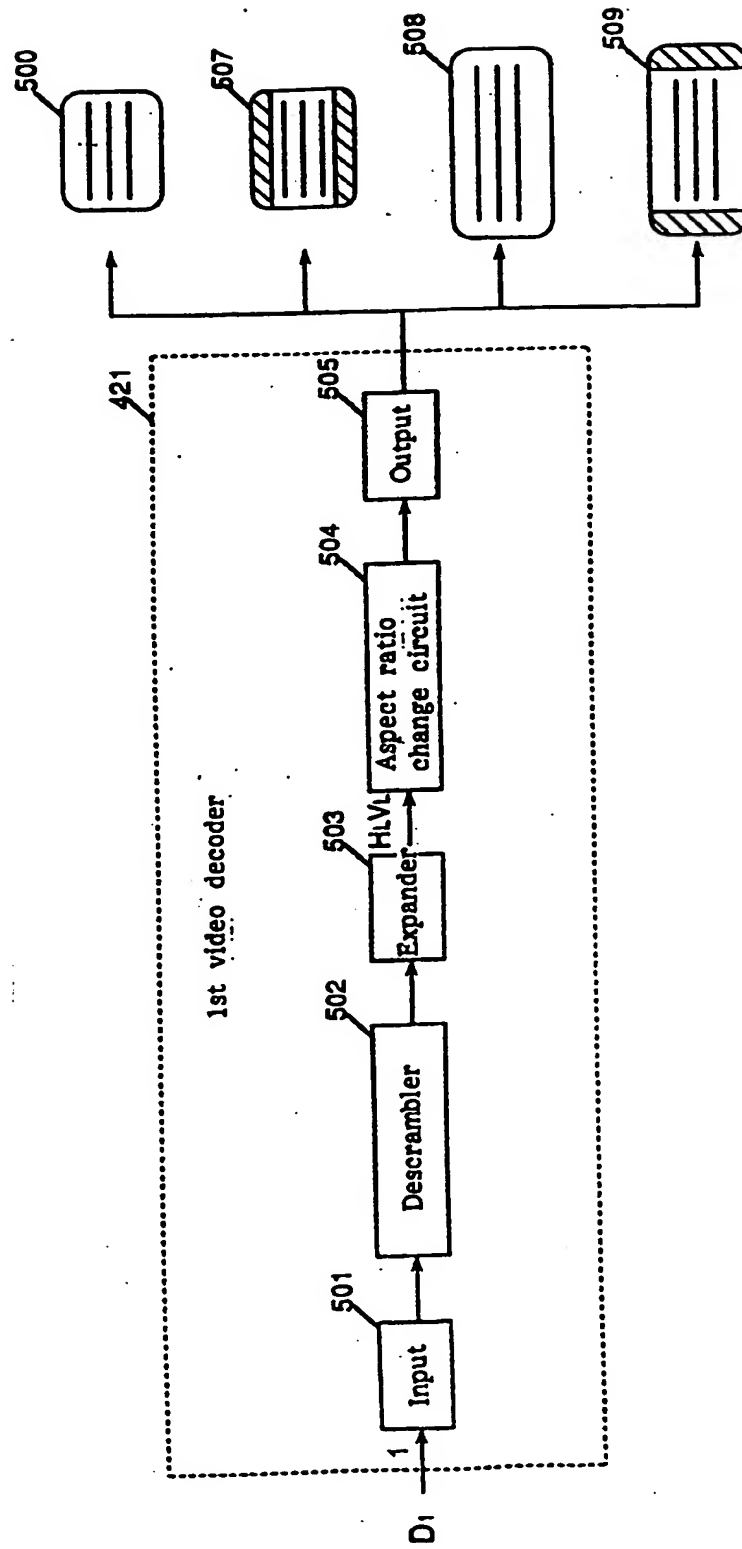 421
1st video decoder
D1
1
501
Input
502
Descrambler
503
Expander
HLVL
504
Aspect ratio
change circuit
505
Output
500
507
508
509